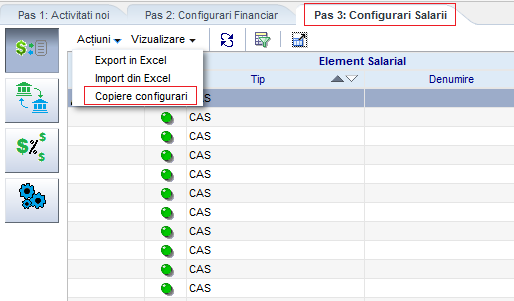 Pas 1: Activitati noi Pas 2: Configurari Financiar Pas 3: Configurari Salarii
Acțiuni Vizualizare
Export in Excel
Import din Excel
Copiere configurari
Element Salarial
Tip Denumire
CAS
CAS
CAS
CAS
CAS
CAS
CAS
CAS
CAS
CAS
CAS